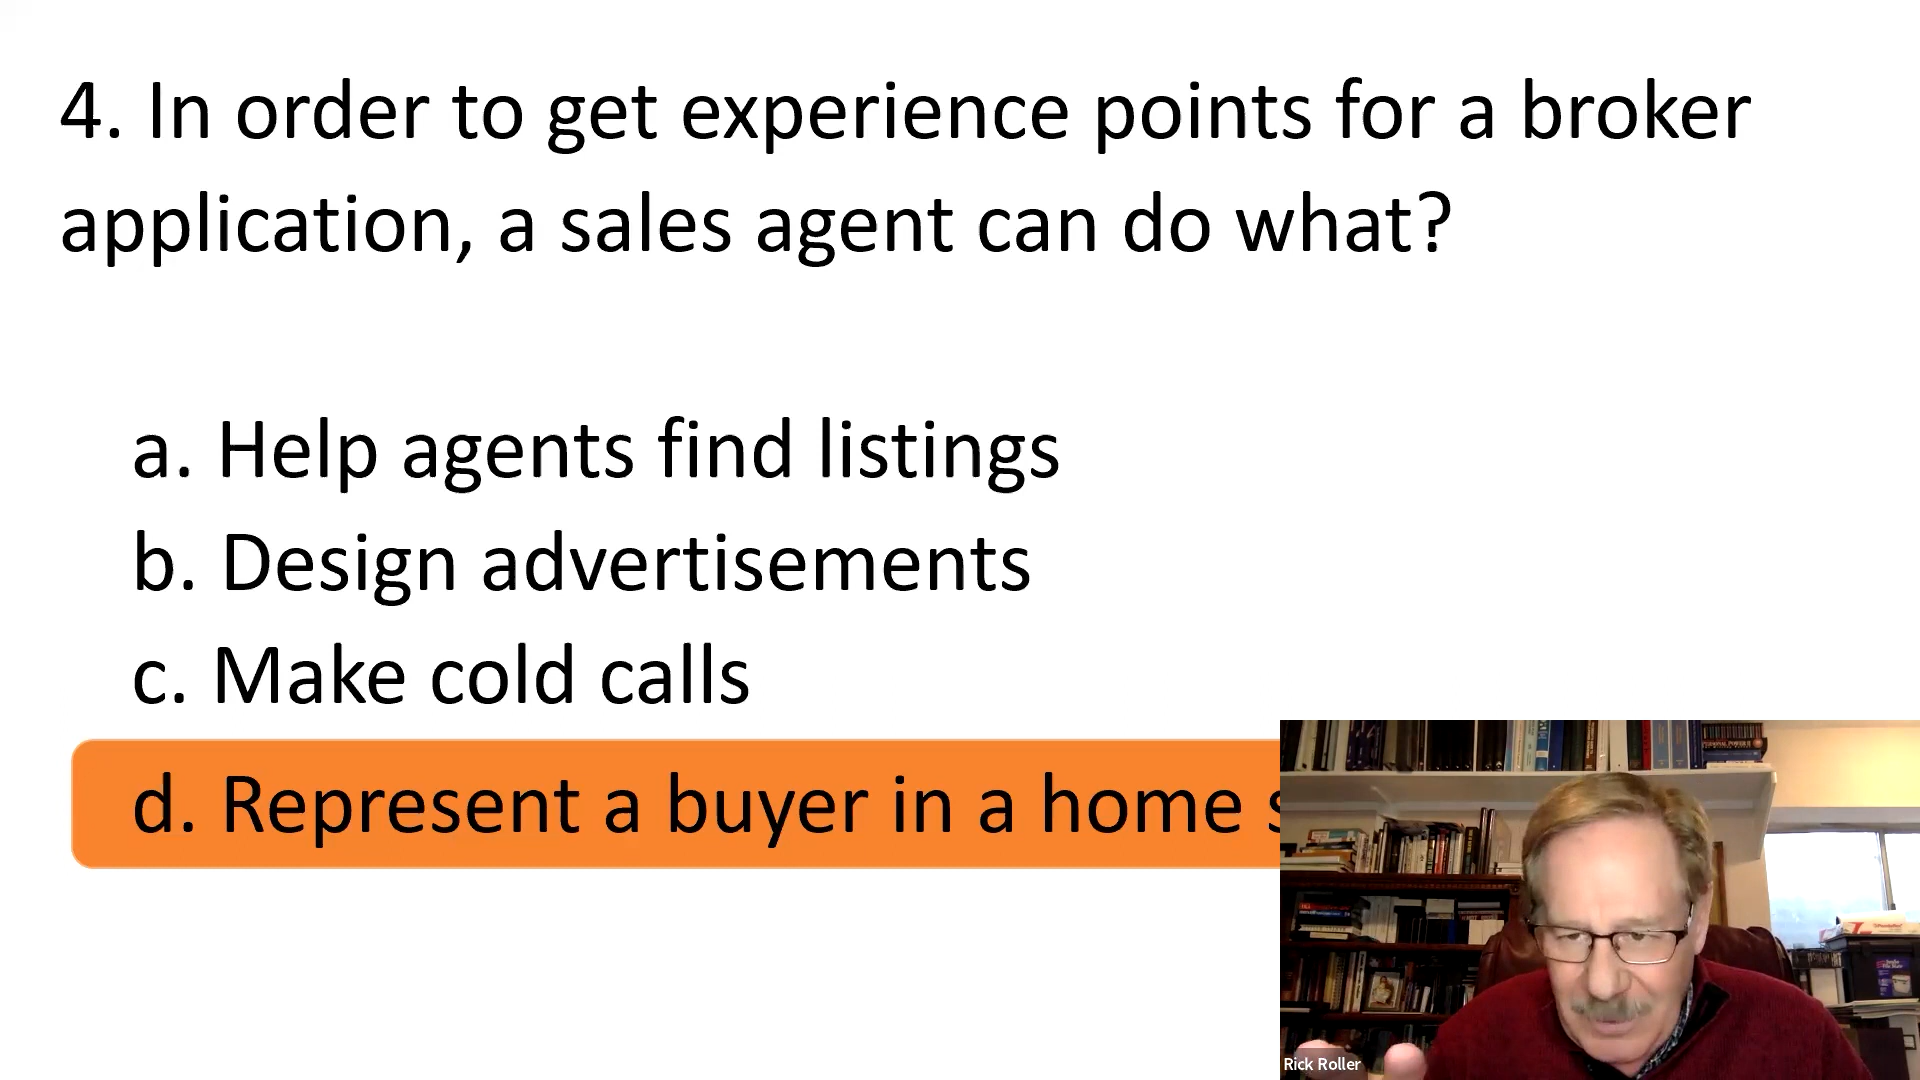 4. In order to get experience points for a broker
application, a sales agent can do what?
a. Help agents find listings
b. Design advertisements
c. Make cold calls
d. Represent a buyer in a home
Rick Roller